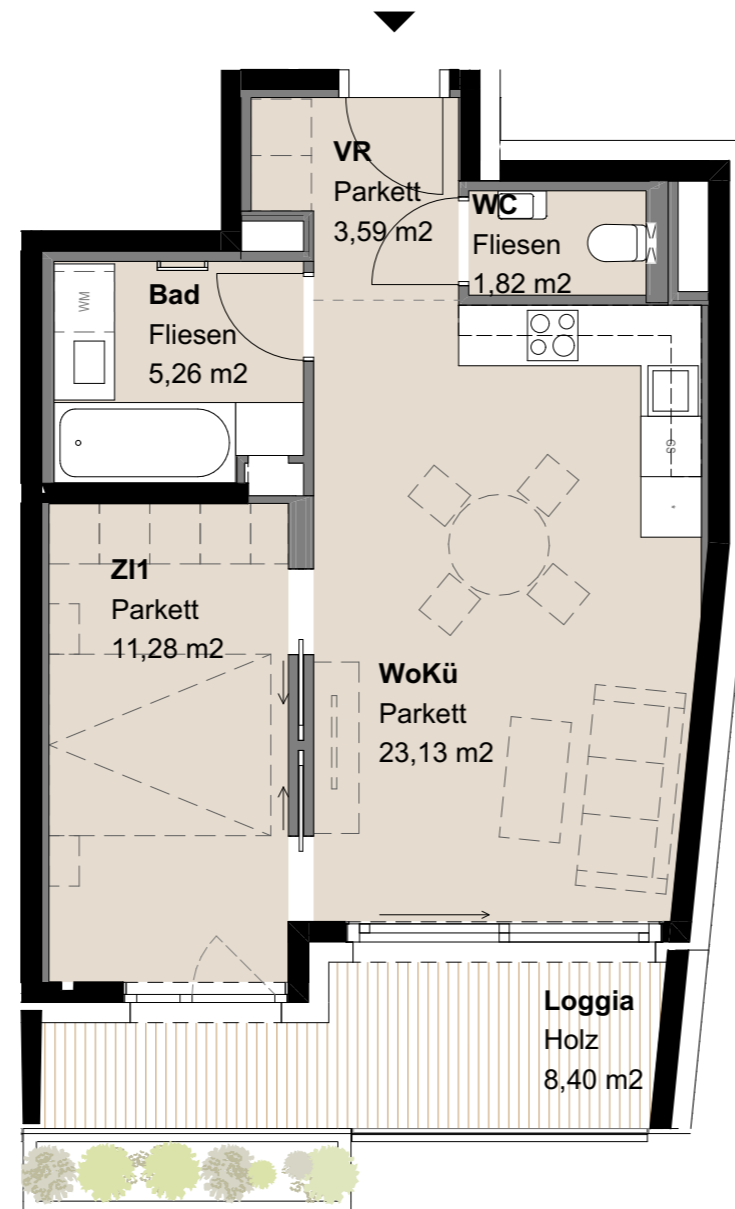 VR
Parkett
3,59 m2
WC
Fliesen
1,82 m2
Bad
Fliesen
5,26 m2
WM
GS
ZI1
Parkett
11,28 m2
WoKü
Parkett
23,13 m2
Loggia
Holz
8,40 m2